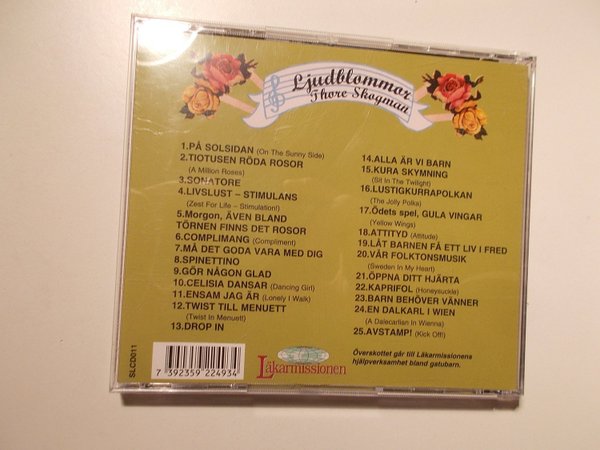 Ljudblommor
Thore Skogman
1.PÅ SOLSIDAN (On The Sunny Side)
2.TIOTUSEN RÖDA ROSOR
(A Million Roses)
3.SONATORE
4.LIVSLUST – STIMULANS
(Zest For Life – Stimulation!)
5.Morgon, ÄVEN BLAND
TÖRNEN FINNS DET ROSOR
6.COMPLIMANG (Compliment)
7.MÅ DET GODA VARA MED DIG
8.SPINETTINO
9.GÖR NÅGON GLAD
10.CELISIA DANSAR (Dancing Girl)
11.ENSAM JAG ÄR (Lonely I Walk)
12.TWIST TILL MENUETT
(Twist In Menuett)
13.DROP IN
14.ALLA ÄR VI BARN
15.KURA SKYMNING
(Sit In The Twilight)
16.LUSTIGKURRAPOLKAN
(The Jolly Polka)
17.Ödets spel, GULA VINGAR
(Yellow Wings)
18.ATTITYD (Attitude)
19.LÅT BARNEN FÅ ETT LIV I FRED
20.VÅR FOLKTONSMUSIK
(Sweden In My Heart)
21.ÖPPNA DITT HJÄRTA
22.KAPRIFOL (Honeysuckle)
23.BARN BEHÖVER VÄNNER
24.EN DALKARL I WIEN
(A Dalecarlian In Wienna)
25.AVSTAMP! (Kick Off!)
SLCD011
7 392359 224934
Läkarmissionen
Överskottet går till Läkarmissionens
hjälpverksamhet bland gatubarn.